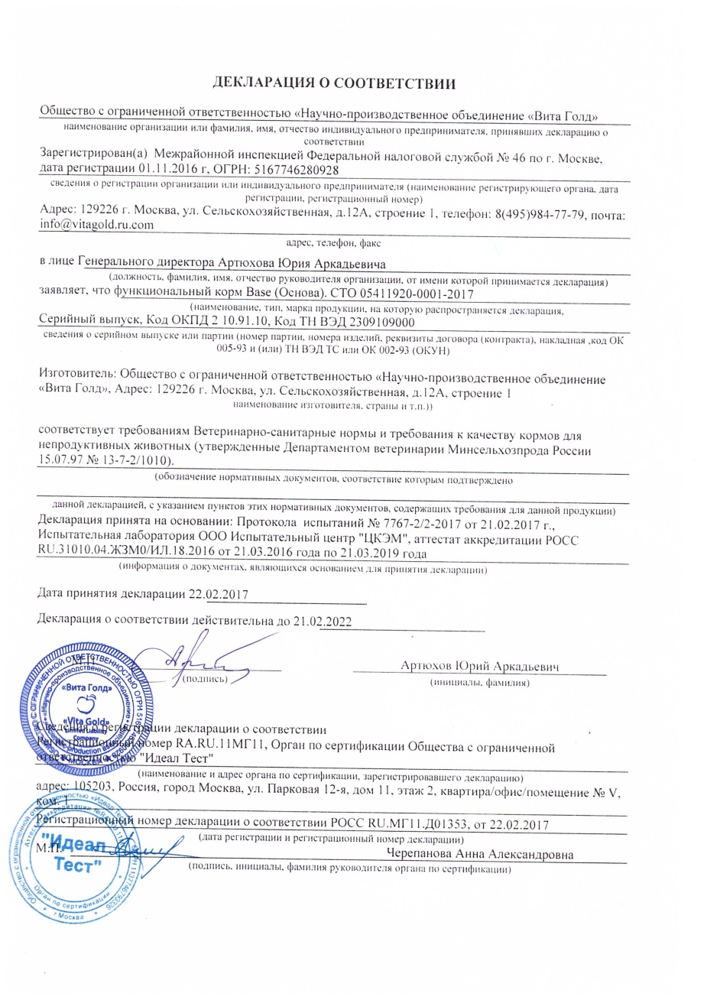 ДЕКЛАРАЦИЯ О СООТВЕТСТВИИ
Общество с ограниченной ответственностью «Научно-производственное объединение «Вита Голд»
наименование организации или фамилия, имя, отчество индивидуального предпринимателя, принявших декларацию о
соответствии
Зарегистрирован(а) Межрайонной инспекцией Федеральной налоговой службой № 46 по г. Москве,
дата регистрации 01.11.2016 г, ОГРН: 5167746280928
сведения о регистрации организации или индивидуального предпринимателя (наименование регистрирующего органа, дата
регистрации, регистрационный номер)
Адрес: 129226 г. Москва, ул. Сельскохозяйственная, д.12А, строение 1, телефон: 8(495)984-77-79, почта:
info@vitagold.ru.com
адрес, телефон, факс
в лице Генерального директора Артюхова Юрия Аркадьевича
(должность, фамилия, имя, отчество руководителя организации, от имени которой принимается декларация)
заявляет, что функциональный корм Base (Основа). СТО 05411920-0001-2017
(наименование, тип, марка продукции, на которую распространяется декларация,
Серийный выпуск, Код ОКПД 2 10.91.10, Код ТН ВЭД 2309109000
сведения о серийном выпуске или партии (номер партии, номера изделий, реквизиты договора (контракта), накладная ,код ОК
005-93 и (или) ТН ВЭД ТС или ОК 002-93 (ОКУН)
Изготовитель: Общество с ограниченной ответственностью «Научно-производственное объединение
«Вита Голд», Адрес: 129226 г. Москва, ул. Сельскохозяйственная, д.12А, строение 1
наименование изготовителя, страны и т.п.))
соответствует требованиям Ветеринарно-санитарные нормы и требования к качеству кормов для
непродуктивных животных (утвержденные Департаментом ветеринарии Минсельхозпрода России
15.07.97 № 13-7-2/1010).
(обозначение нормативных документов, соответствие которым подтверждено
данной декларацией, с указанием пунктов этих нормативных документов, содержащих требования для данной продукции)
Декларация принята на основании: Протокола испытаний № 7767-2/2-2017 от 21.02.2017 г.,
Испытательная лаборатория ООО Испытательный центр "ЦКЭМ", аттестат аккредитации РОСС
RU.31010.04.ЖЗМ0/ИЛ.18.2016 от 21.03.2016 года по 21.03.2019 года
(информация о документах, являющихся основанием для принятия декларации)
Дата принятия декларации 22.02.2017
Декларация о соответствии действительна до 21.02.2022
М.П.
Артюхов Юрий Аркадьевич
(подпись)
(инициалы, фамилия)
«Вита Голд»
«Vita Gold»
Limited Liability
Company
Сведения о регистрации декларации о соответствии
Регистрационный номер RA.RU.11МГ11, Орган по сертификации Общества с ограниченной
ответственностью "Идеал Тест"
(наименование и адрес органа по сертификации, зарегистрировавшего декларацию)
адрес: 105203, Россия, город Москва, ул. Парковая 12-я, дом 11, этаж 2, квартира/офис/помещение № V,
ком. 1
Регистрационный номер декларации о соответствии РОСС RU.МГ11.Д01353, от 22.02.2017
(дата регистрации и регистрационный номер декларации)
М.П.
Черепанова Анна Александровна
(подпись, инициалы, фамилия руководителя органа по сертификации)
"Идеал
Тест"
Орган по сертификации
г Москва